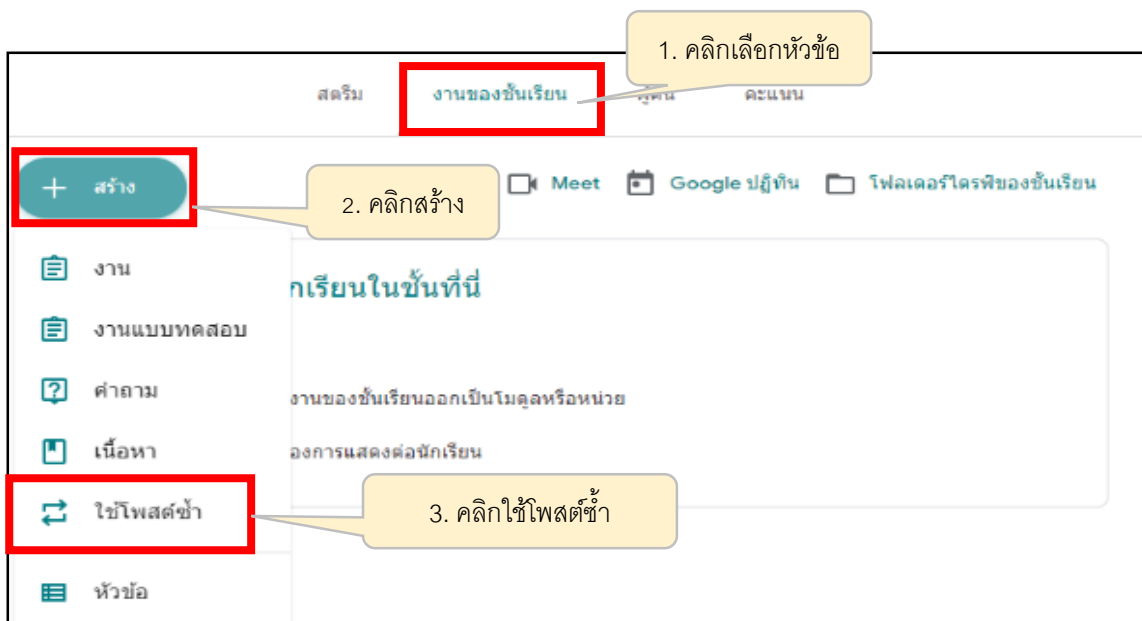 1. คลิกเลือกหัวข้อ
สตรีม งานของชั้นเรียน คะแนน
+ สร้าง
2. คลิกสร้าง
Meet Google ปฏิทิน โฟลเดอร์ไดรฟ์ของชั้นเรียน
งาน
กเรียนในชั้นที่นี่
งานแบบทดสอบ
คำถาม
งานของชั้นเรียนออกเป็นโมดูลหรือหน่วย
เนื้อหา
องการแสดงต่อนักเรียน
ใช้โพสต์ซ้ำ
3. คลิกใช้โพสต์ซ้ำ
หัวข้อ